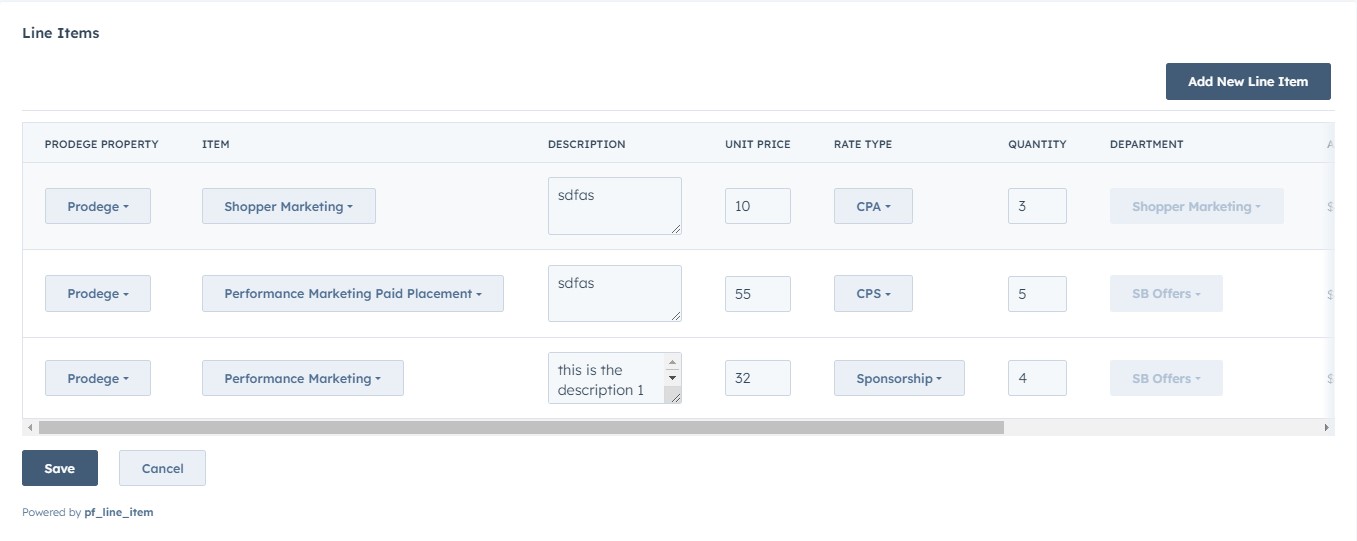 Line Items
Add New Line Item
PRODEGE PROPERTY ITEM DESCRIPTION UNIT PRICE RATE TYPE QUANTITY DEPARTMENT A
Prodege Shopper Marketing sdfas 10 CPA 3 Shopper Marketing $
Prodege Performance Marketing Paid Placement sdfas 55 CPS 5 SB Offers $
Prodege Performance Marketing this is the 32 Sponsorship 4 SB Offers $
description 1
Save Cancel
Powered by pf_line_item